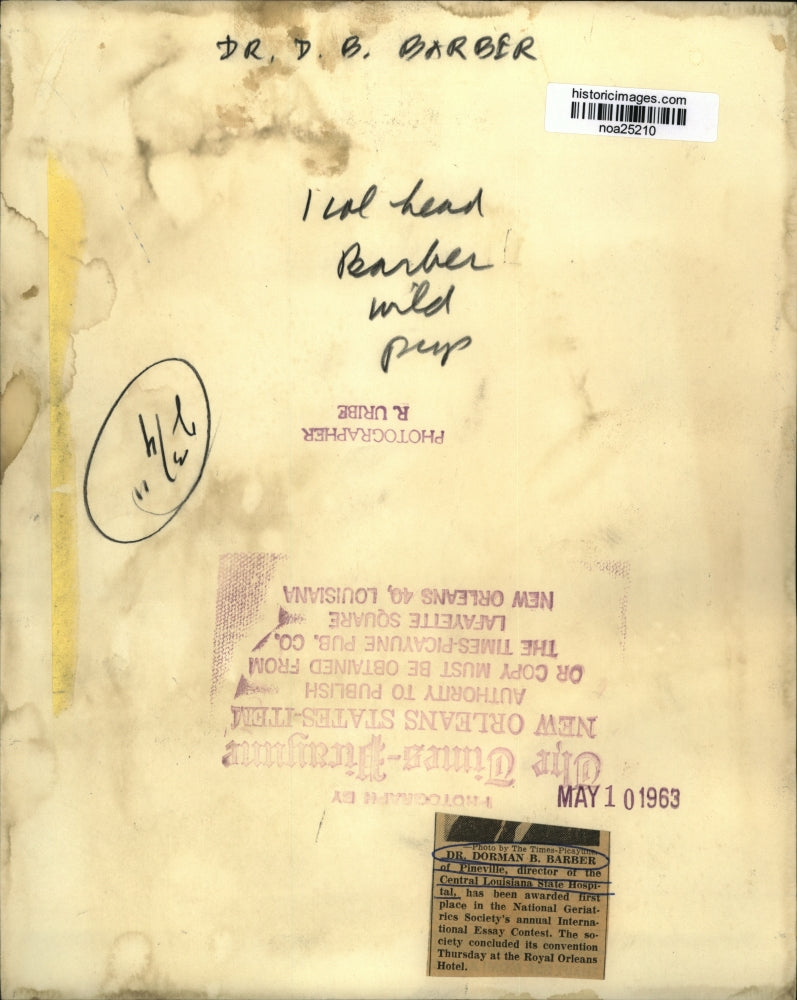 DR. D. B. BARBER
historicimages.com
noa25210
1 col head
Barber
wild
pups
PHOTOGRAPHER
R. URIBE
PHOTOGRAPH BY
The Times-Picayune
NEW ORLEANS STATES-ITEM
AUTHORITY TO PUBLISH
OR COPY MUST BE OBTAINED FROM
THE TIMES-PICAYUNE PUB. CO.
LAFAYETTE SQUARE
NEW ORLEANS 40, LOUISIANA
MAY 10 1963
—Photo by The Times-Picayune.
DR. DORMAN B. BARBER
of Pineville, director of the
Central Louisiana State Hospi-
tal, has been awarded first
place in the National Geriat-
rics Society's annual Interna-
tional Essay Contest. The so-
ciety concluded its convention
Thursday at the Royal Orleans
Hotel.